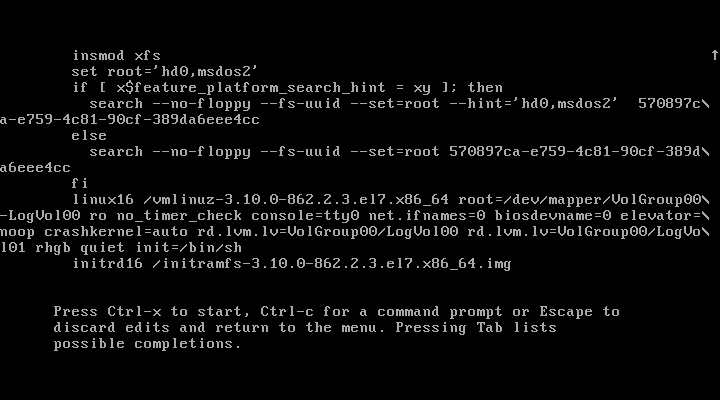 insmod xfs
↑
set root='hd0,msdos2'
if [ x$feature_platform_search_hint = xy ]; then
search --no-floppy --fs-uuid --set=root --hint='hd0,msdos2'  570897c\
a-e759-4c81-90cf-389da6eee4cc
else
search --no-floppy --fs-uuid --set=root 570897ca-e759-4c81-90cf-389d\
a6eee4cc
fi
linux16 /vmlinuz-3.10.0-862.2.3.el7.x86_64 root=/dev/mapper/VolGroup00\
-LogVol00 ro no_timer_check console=tty0 net.ifnames=0 biosdevname=0 elevator=\
noop crashkernel=auto rd.lvm.lv=VolGroup00/LogVol00 rd.lvm.lv=VolGroup00/LogVo\
l01 rhgb quiet init=/bin/sh
initrd16 /initramfs-3.10.0-862.2.3.el7.x86_64.img
Press Ctrl-x to start, Ctrl-c for a command prompt or Escape to
discard edits and return to the menu. Pressing Tab lists
possible completions.